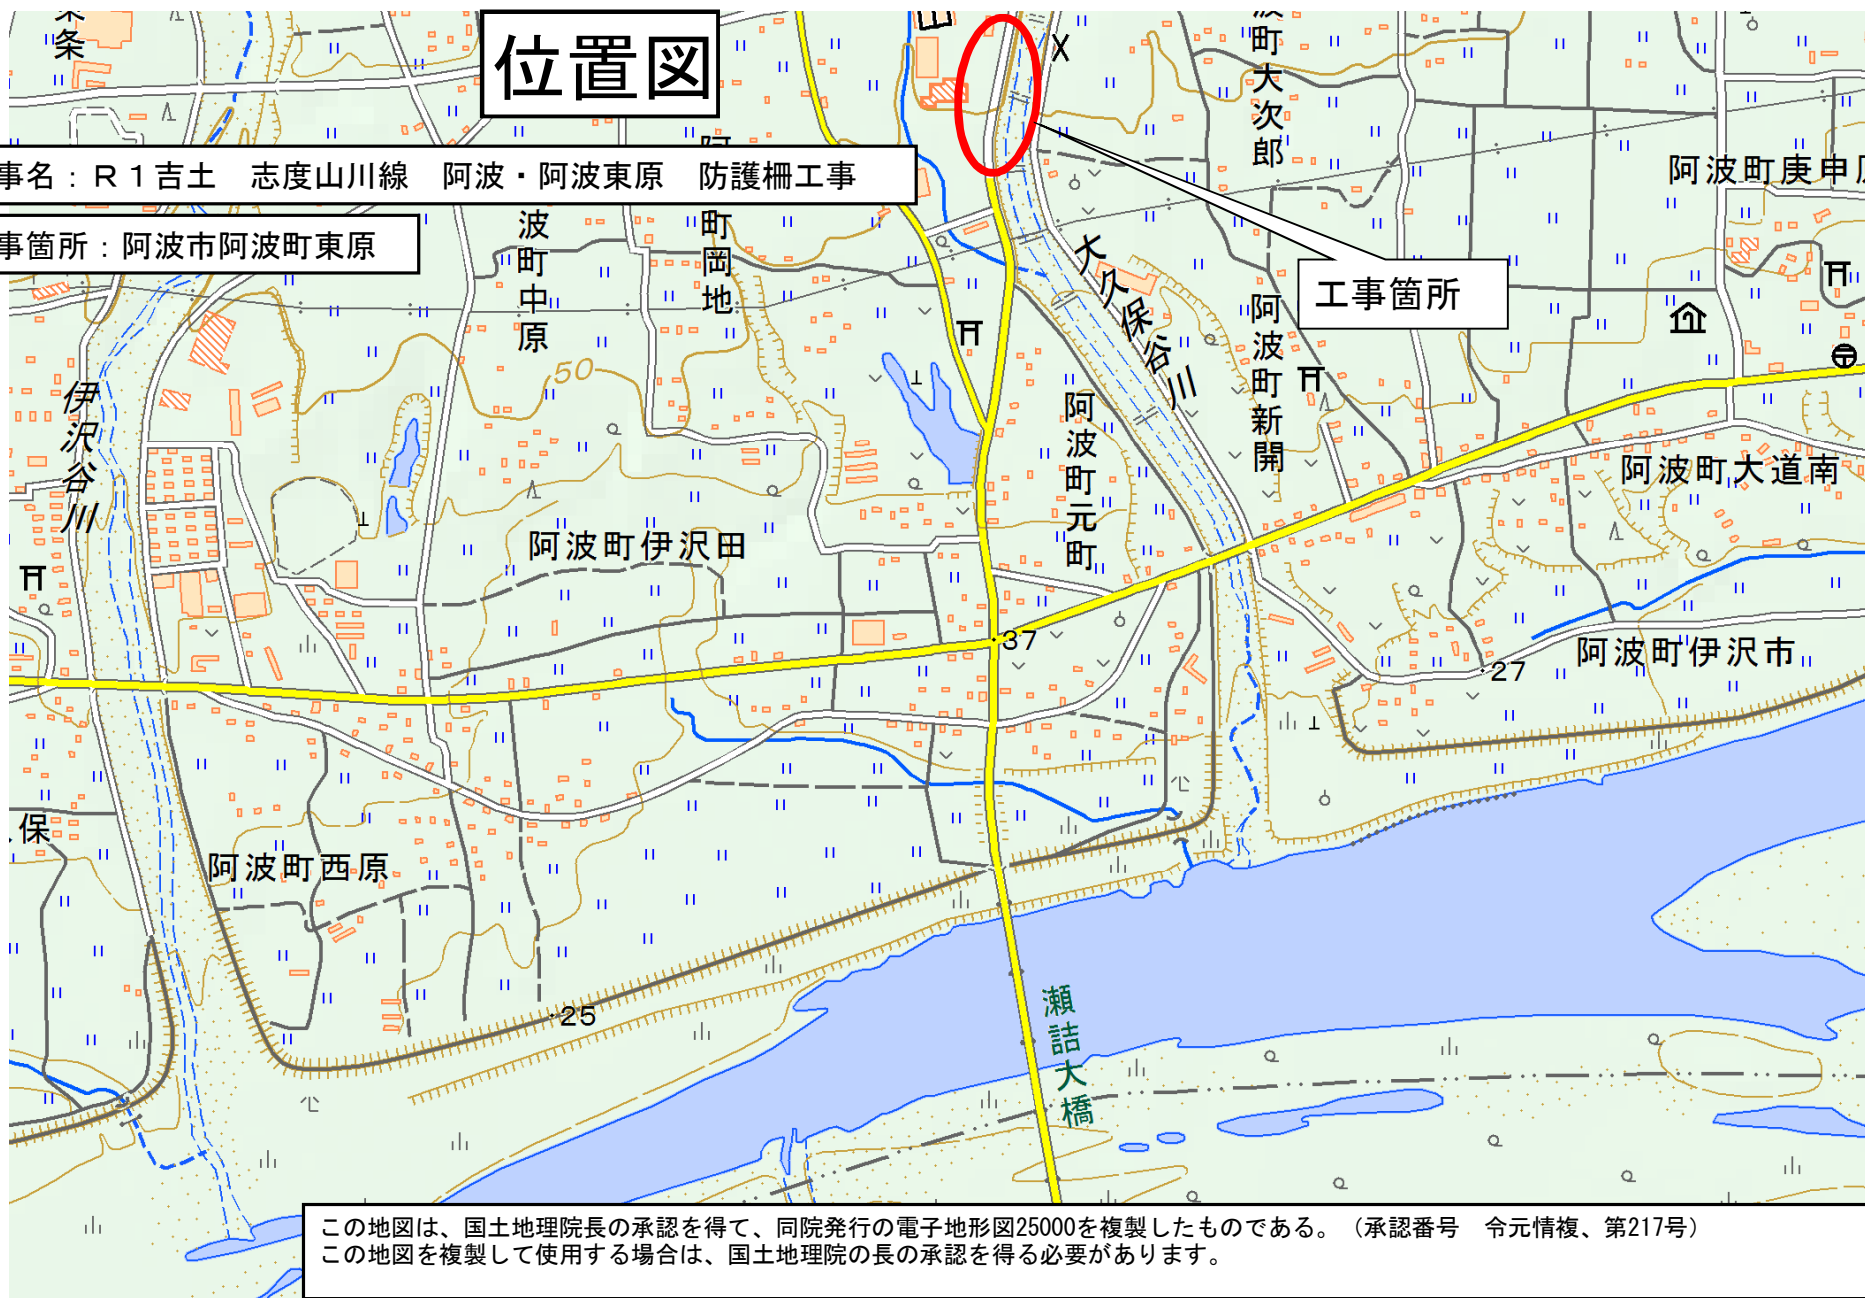 位置図
事名：Ｒ１吉土　志度山川線　阿波・阿波東原　防護柵工事
事箇所：阿波市阿波町東原
工事箇所
条
波町大次郎
阿波町庚申原
波町中原
阿
町岡地
大久保谷川
阿波町新開
阿波町元町
阿波町大道南
伊沢谷川
50
阿波町伊沢田
37
27
阿波町伊沢市
保
阿波町西原
25
瀬詰大橋
この地図は、国土地理院長の承認を得て、同院発行の電子地形図25000を複製したものである。（承認番号　令元情複、第217号）
この地図を複製して使用する場合は、国土地理院の長の承認を得る必要があります。